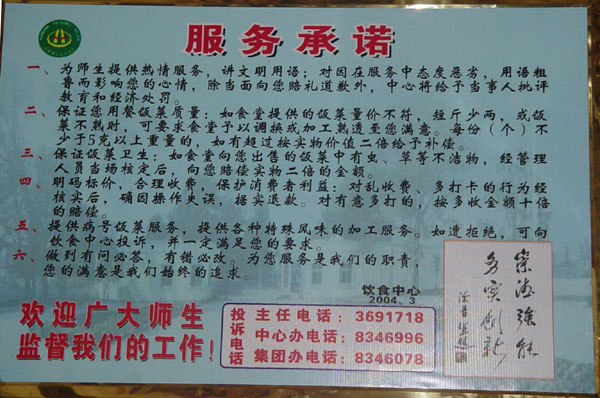 服务承诺
一、为师生提供热情服务，讲文明用语；对因在服务中态度恶劣，用语粗
鲁而影响您的心情，除当面向您赔礼道歉外，中心将给予当事人批评
教育和经济处罚。
二、保证您用餐饭菜质量：如食堂提供的饭菜量价不符，短斤少两，或饭
菜不熟时，可要求食堂予以调换或加工熟透至您满意。每份（个）不
少于5克以上重量的，如有超过按实物价值二倍给予补偿。
三、保证饭菜卫生：如食堂向您出售的饭菜中有虫、草等不洁物，经管理
人员当场核定后，向您赔偿实物二倍的金额。
四、明码标价，合理收费，保护消费者利益：对乱收费、多打卡的行为经
核实后，确因操作失误，据实退款。对有意多打的，按多收金额十倍
的赔偿。
五、提供病号饭菜服务，提供各种特殊风味的加工服务。如遭拒绝，可向
饮食中心投诉，并一定满足您的要求。
六、做到有问必答，有错必改。为您服务是我们的职责，
您的满意是我们始终的追求。
饮食中心
2004、3
崇德强能
务实创新
欢迎广大师生
监督我们的工作！
投诉电话
主任电话：3691718
中心办电话：8346996
集团办电话：8346078